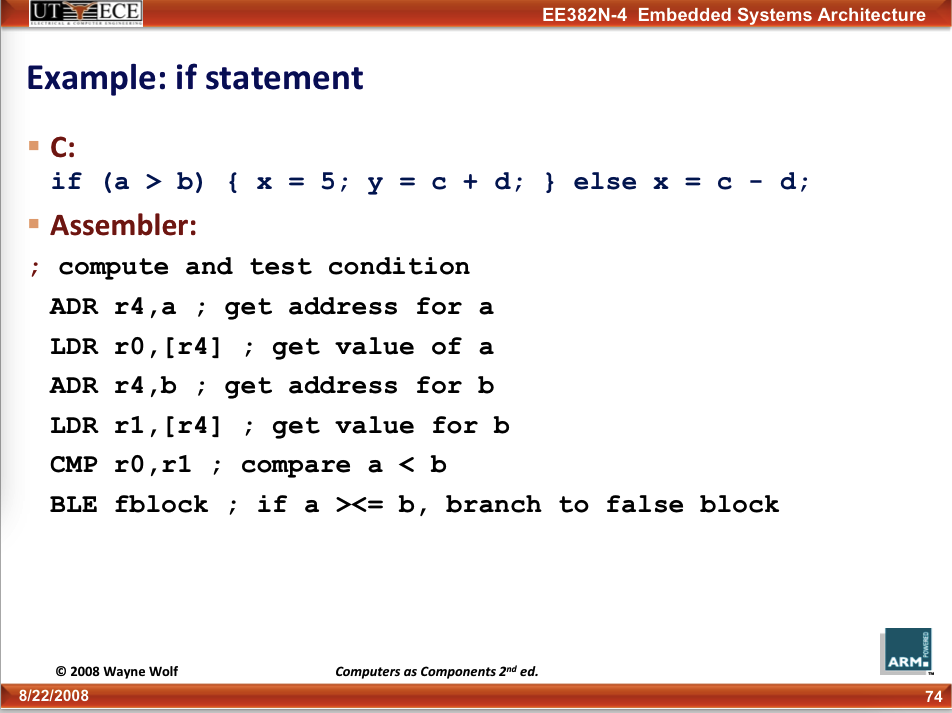 UT ECE
ELECTRICAL & COMPUTER ENGINEERING
EE382N-4 Embedded Systems Architecture
Example: if statement
C:
if (a > b) { x = 5; y = c + d; } else x = c - d;
Assembler:
; compute and test condition
ADR r4,a ; get address for a
LDR r0,[r4] ; get value of a
ADR r4,b ; get address for b
LDR r1,[r4] ; get value for b
CMP r0,r1 ; compare a < b
BLE fblock ; if a ><= b, branch to false block
© 2008 Wayne Wolf
Computers as Components 2nd ed.
ARM POWERED ™
8/22/2008
74